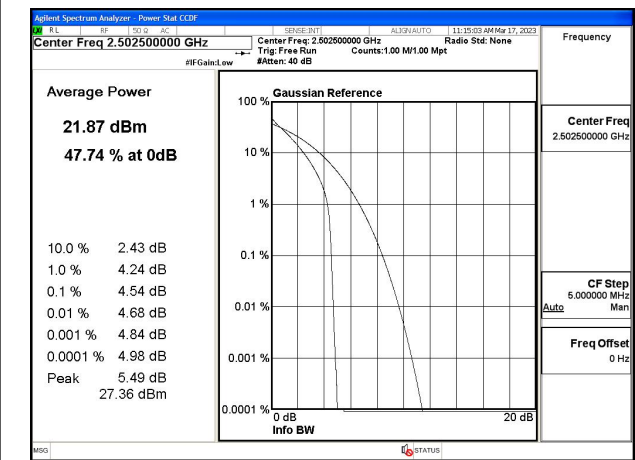 Agilent Spectrum Analyzer - Power Stat CCDF
LXI RL RF 50 Ω AC SENSE:INT ALIGNAUTO 11:15:03 AM Mar 17, 2023
Center Freq 2.502500000 GHz
Center Freq: 2.502500000 GHz Radio Std: None
Trig: Free Run Counts:1.00 M/1.00 Mpt
#IFGain:Low #Atten: 40 dB
Frequency
Average Power
21.87 dBm
47.74 % at 0dB
10.0 % 2.43 dB
1.0 % 4.24 dB
0.1 % 4.54 dB
0.01 % 4.68 dB
0.001 % 4.84 dB
0.0001 % 4.98 dB
Peak 5.49 dB
27.36 dBm
Gaussian Reference
100 %
10 %
1 %
0.1 %
0.01 %
0.001 %
0.0001 %
0 dB 20 dB
Info BW
Center Freq
2.502500000 GHz
CF Step
5.000000 MHz
Auto Man
Freq Offset
0 Hz
MSG STATUS